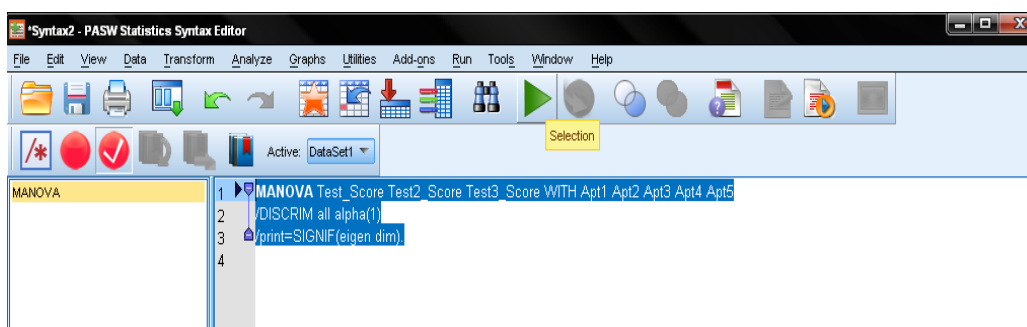 *Syntax2 - PASW Statistics Syntax Editor
File Edit View Data Transform Analyze Graphs Utilities Add-ons Run Tools Window Help
Selection
Active: DataSet1
MANOVA
1 MANOVA Test_Score Test2_Score Test3_Score WITH Apt1 Apt2 Apt3 Apt4 Apt5
2 /DISCRIM all alpha(1)
3 /print=SIGNIF(eigen dim).
4